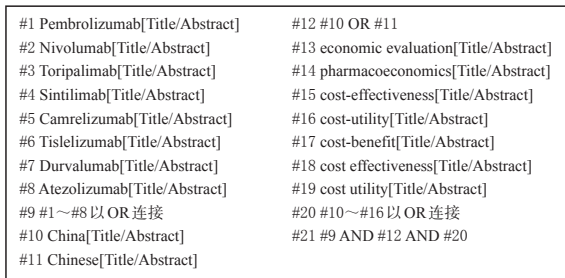 #1 Pembrolizumab[Title/Abstract]
#2 Nivolumab[Title/Abstract]
#3 Toripalimab[Title/Abstract]
#4 Sintilimab[Title/Abstract]
#5 Camrelizumab[Title/Abstract]
#6 Tislelizumab[Title/Abstract]
#7 Durvalumab[Title/Abstract]
#8 Atezolizumab[Title/Abstract]
#9 #1～#8以OR连接
#10 China[Title/Abstract]
#11 Chinese[Title/Abstract]
#12 #10 OR #11
#13 economic evaluation[Title/Abstract]
#14 pharmacoeconomics[Title/Abstract]
#15 cost-effectiveness[Title/Abstract]
#16 cost-utility[Title/Abstract]
#17 cost-benefit[Title/Abstract]
#18 cost effectiveness[Title/Abstract]
#19 cost utility[Title/Abstract]
#20 #10～#16以OR连接
#21 #9 AND #12 AND #20